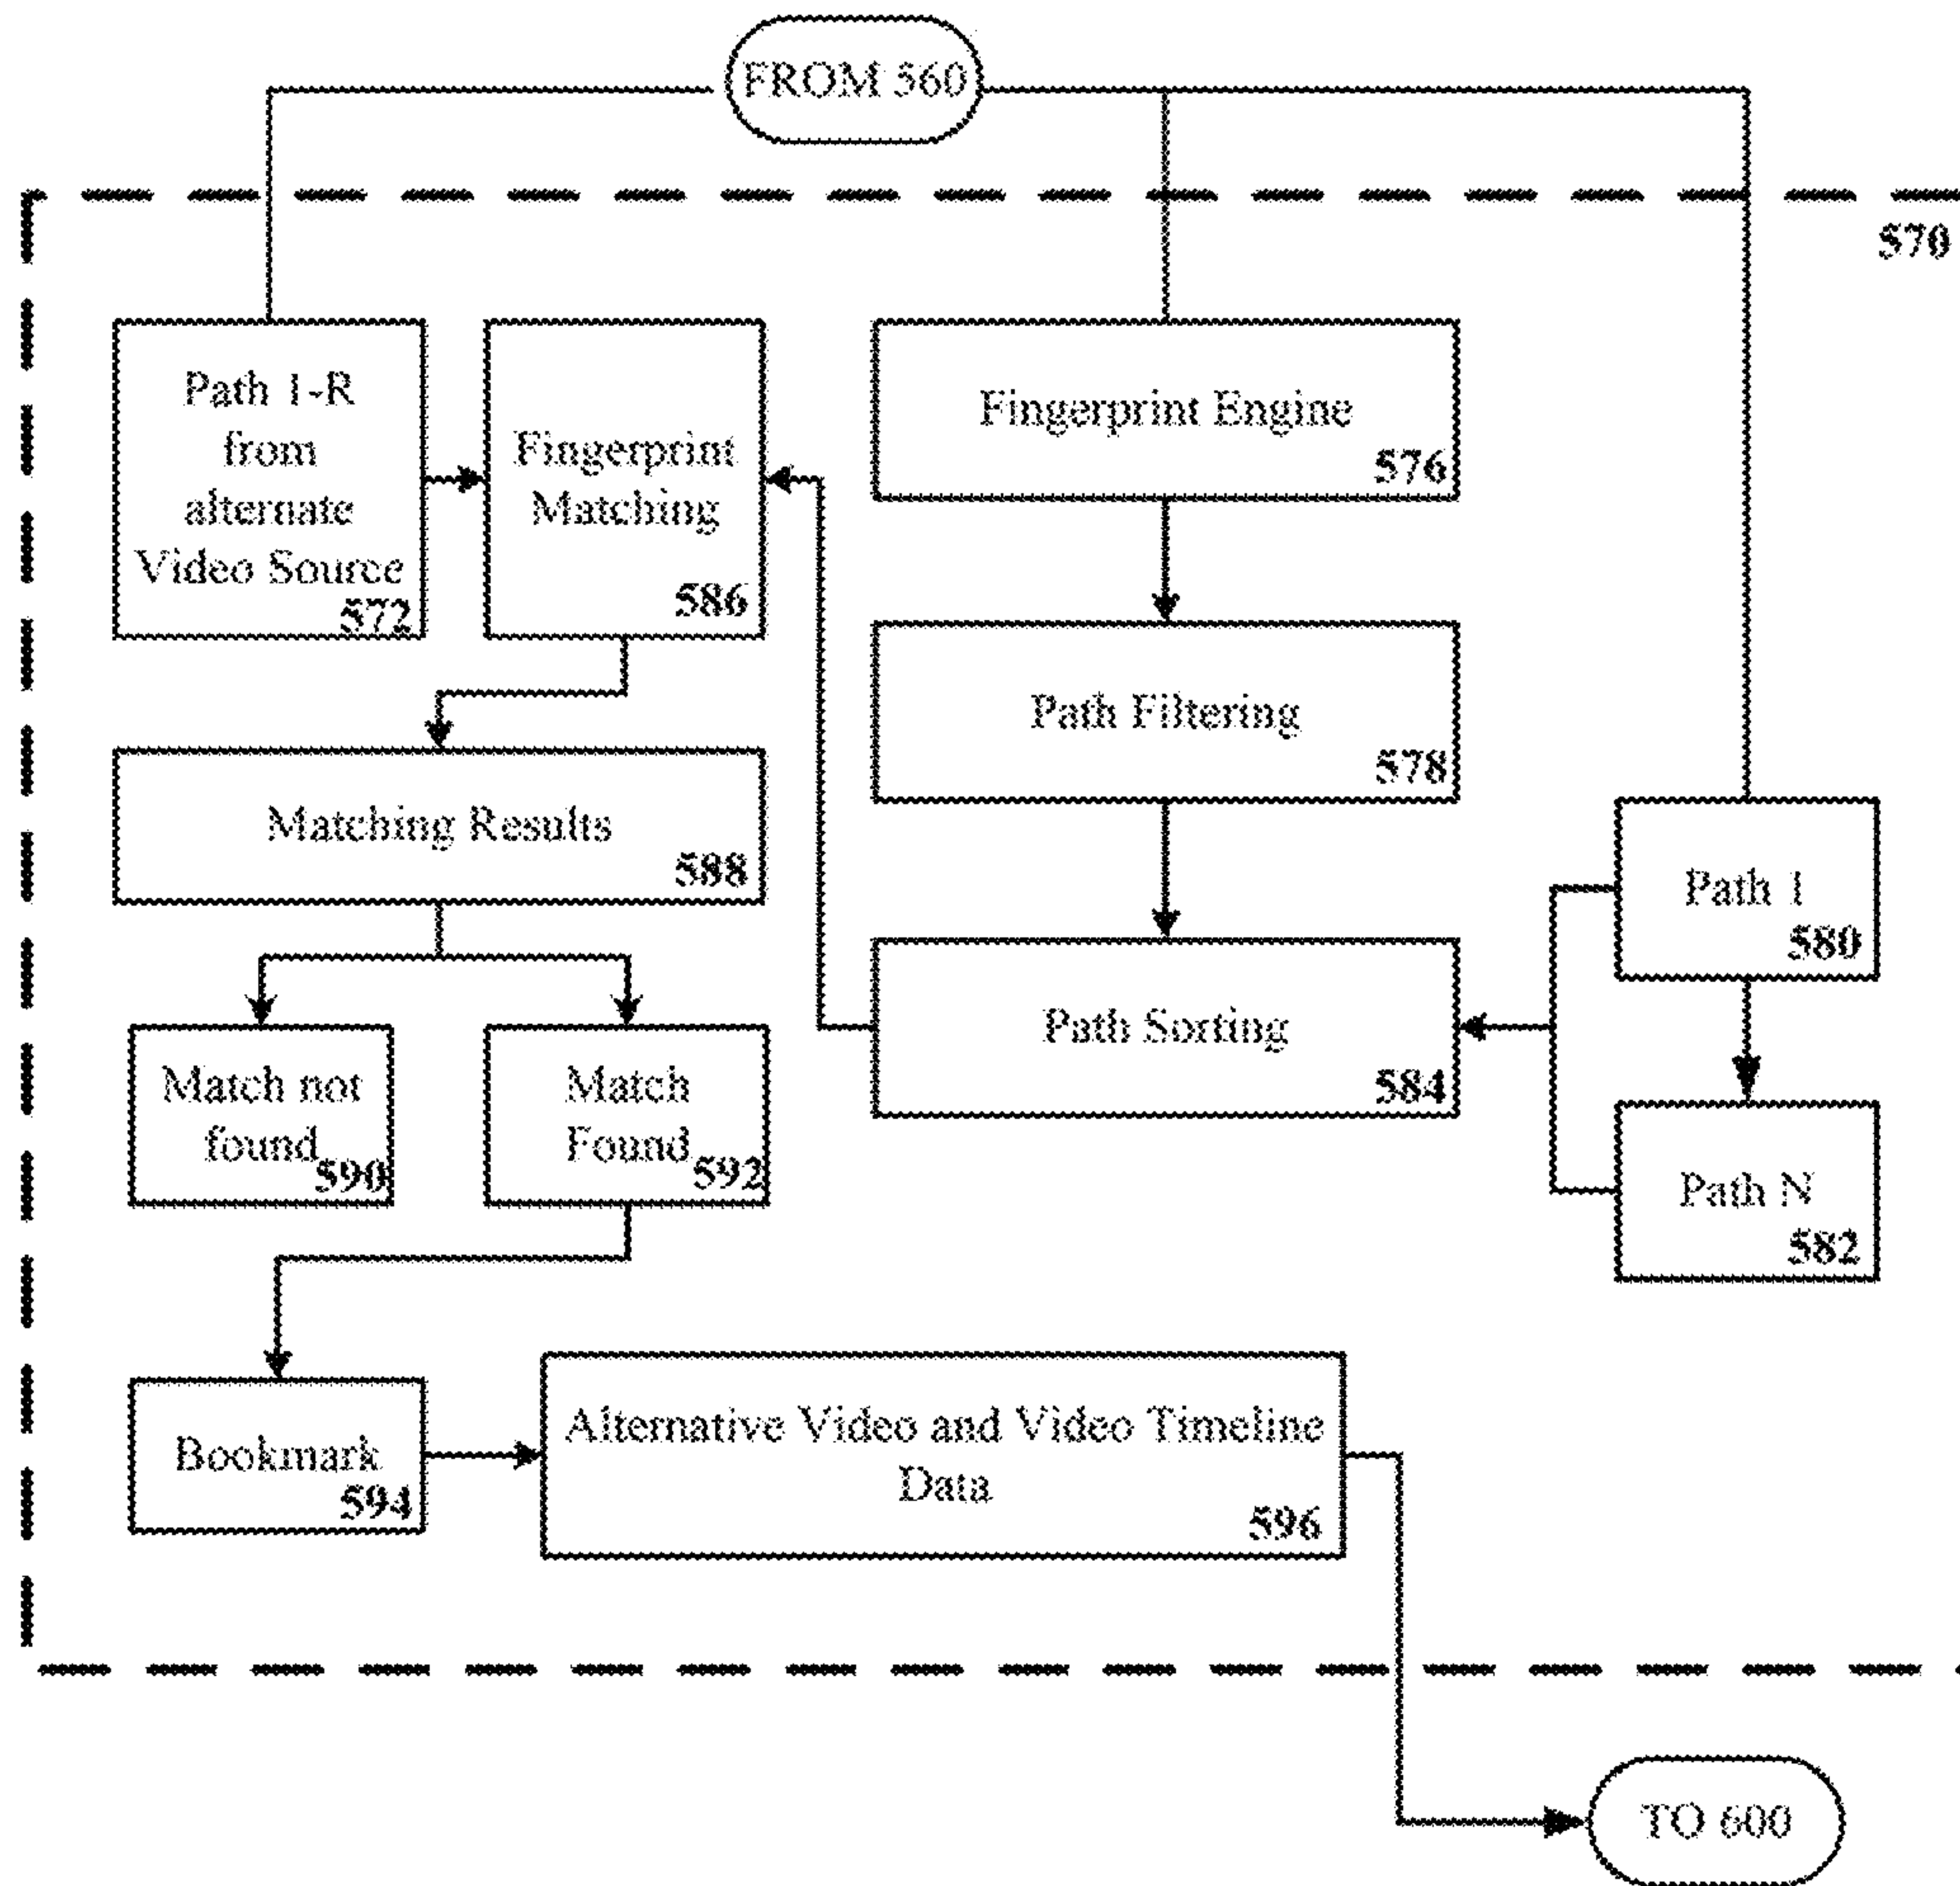 FROM 560
570
Path 1-R
from
alternate
Video Source
572
Fingerprint
Matching
586
Fingerprint Engine
576
Path Filtering
578
Matching Results
588
Path 1
580
Path Sorting
584
Match not
found
590
Match
Found
592
Path N
582
Bookmark
594
Alternative Video and Video Timeline
Data
596
TO 600